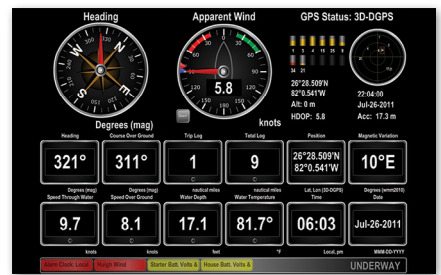 Heading
Apparent Wind
GPS Status: 3D-DGPS
5.8
26°28.509'N
82°0.541'W
Alt: 0 m
HDOP: 5.8
22:04:00
Jul-26-2011
Acc: 17.3 m
Degrees (mag)
knots
Heading Course Over Ground Trip Log Total Log Position Magnetic Variation
321° 311° 1 9 26°28.509'N 82°0.541'W 10°E
Degrees (mag) Degrees (mag) nautical miles nautical miles Lat, Lon (3D-DGPS) Degrees (wmm2010)
Speed Through Water Speed Over Ground Water Depth Water Temperature Time Date
9.7 8.1 17.1 81.7° 06:03 Jul-26-2011
knots knots feet °F Local, pm MMM-DD-YYYY
Alarm Clock: Local Wind Starter Batt. Volts & House Batt. Volts & UNDERWAY